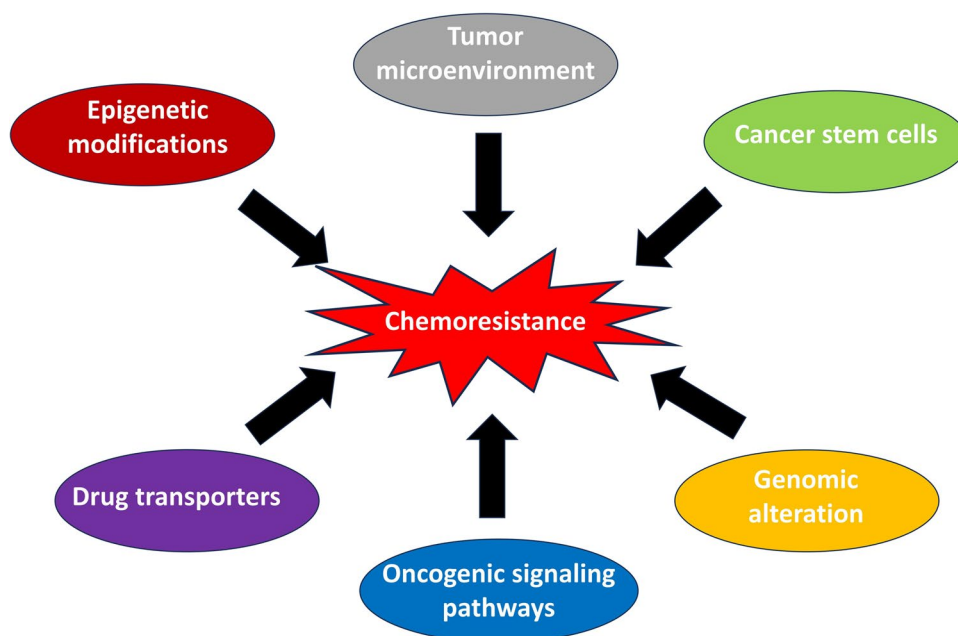 Tumor
microenvironment
Epigenetic
modifications
Cancer stem cells
Chemoresistance
Drug transporters
Genomic
alteration
Oncogenic signaling
pathways